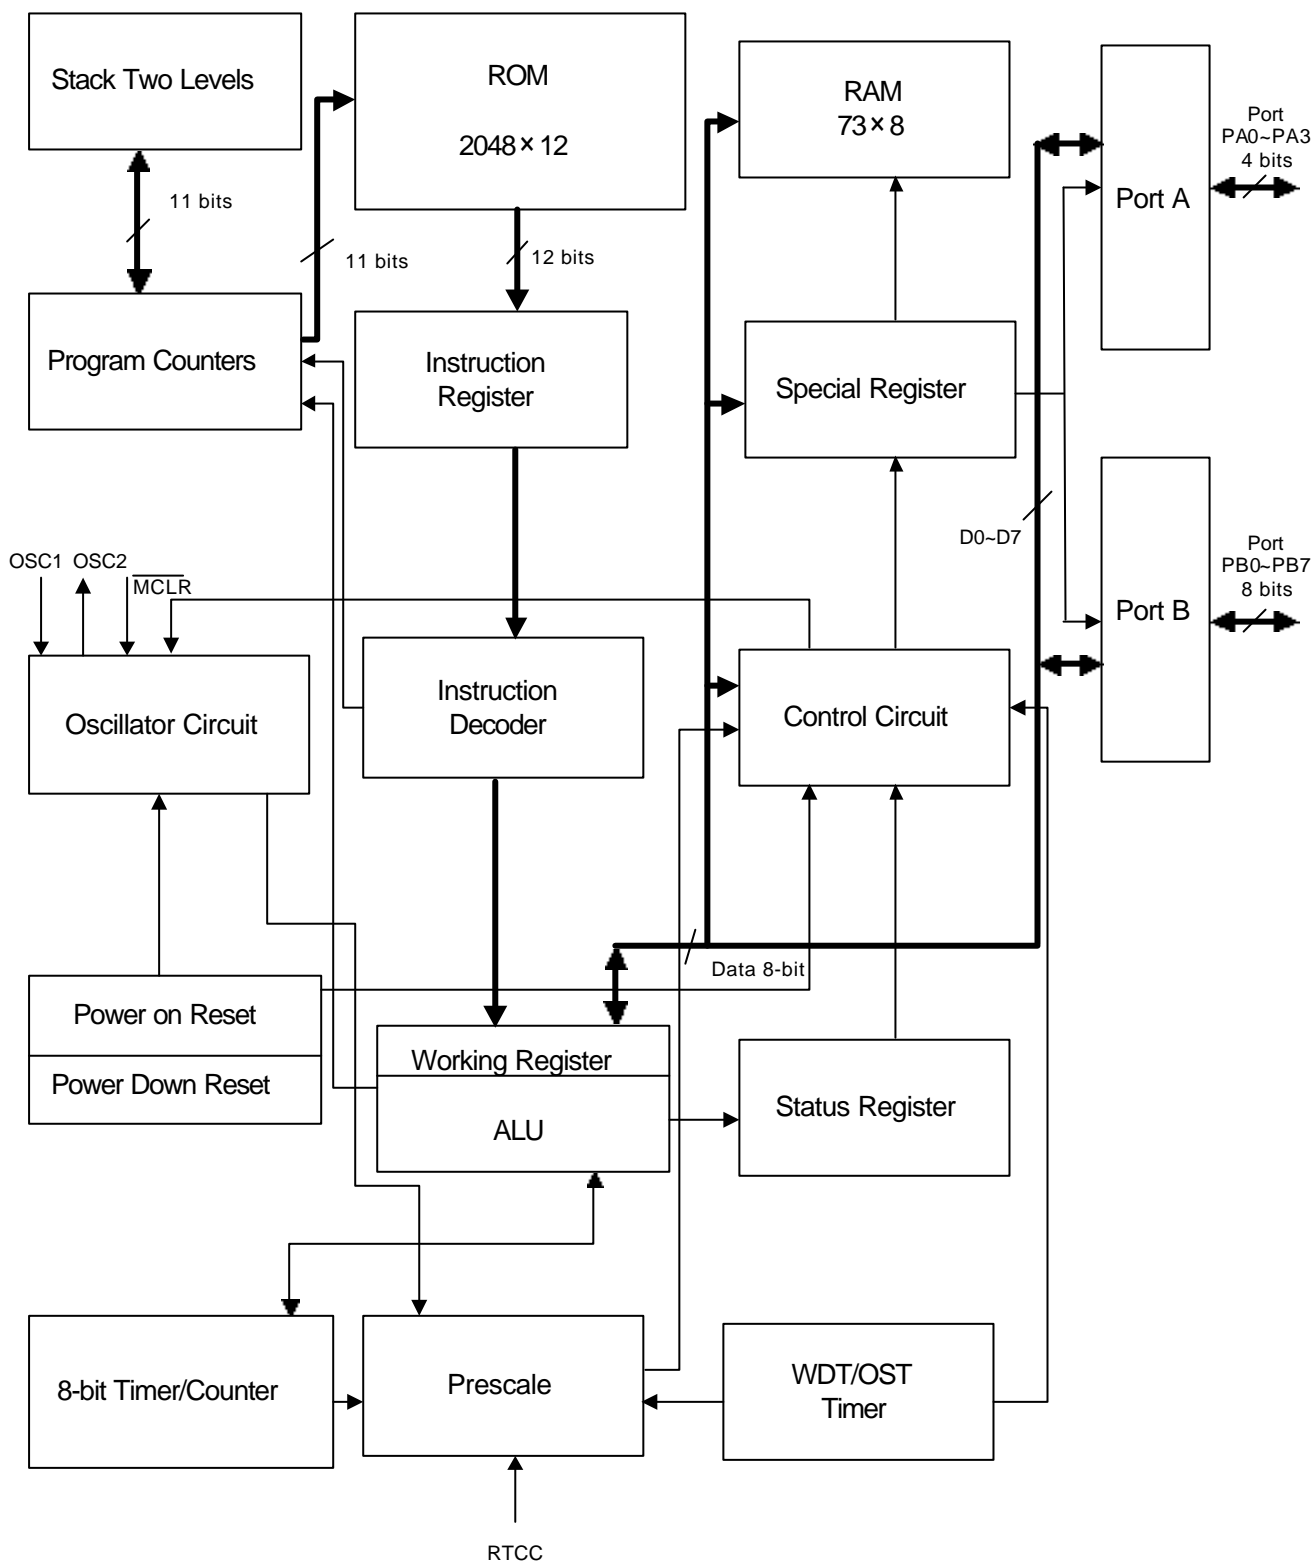 Stack Two Levels
ROM
2048×12
RAM
73×8
Port
PA0~PA3
4 bits
Port A
11 bits
11 bits
12 bits
Program Counters
Instruction
Register
Special Register
D0~D7
Port
PB0~PB7
8 bits
Port B
OSC1 OSC2
MCLR
Oscillator Circuit
Instruction
Decoder
Control Circuit
Data 8-bit
Power on Reset
Power Down Reset
Working Register
ALU
Status Register
8-bit Timer/Counter
Prescale
WDT/OST
Timer
RTCC